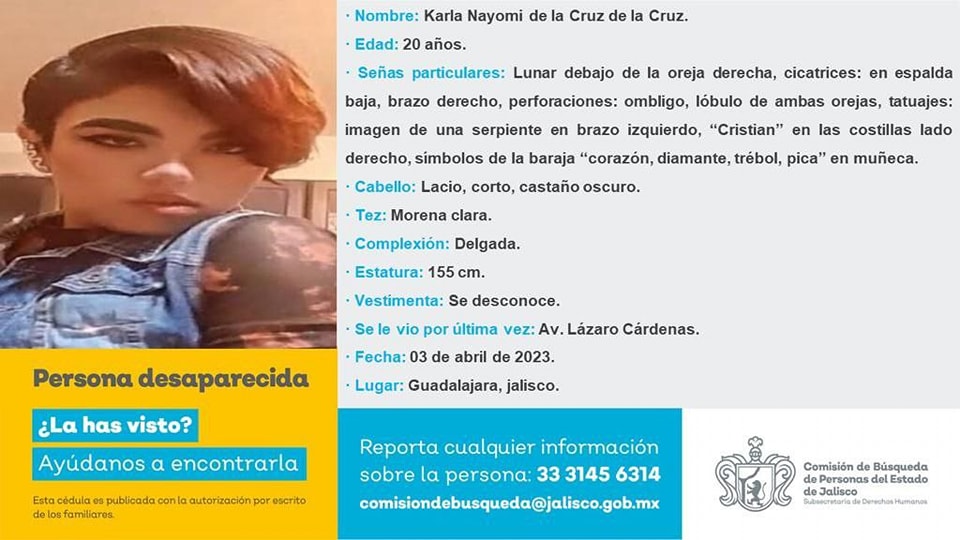 · Nombre: Karla Nayomi de la Cruz de la Cruz.
· Edad: 20 años.
· Señas particulares: Lunar debajo de la oreja derecha, cicatrices: en espalda
baja, brazo derecho, perforaciones: ombligo, lóbulo de ambas orejas, tatuajes:
imagen de una serpiente en brazo izquierdo, “Cristian” en las costillas lado
derecho, símbolos de la baraja “corazón, diamante, trébol, pica” en muñeca.
· Cabello: Lacio, corto, castaño oscuro.
· Tez: Morena clara.
· Complexión: Delgada.
· Estatura: 155 cm.
· Vestimenta: Se desconoce.
· Se le vio por última vez: Av. Lázaro Cárdenas.
· Fecha: 03 de abril de 2023.
· Lugar: Guadalajara, jalisco.
Persona desaparecida
¿La has visto?
Ayúdanos a encontrarla
Esta cédula es publicada con la autorización por escrito
de los familiares.
Reporta cualquier información
sobre la persona: 33 3145 6314
comisiondebusqueda@jalisco.gob.mx
Comisión de Búsqueda
de Personas del Estado
de Jalisco
Subsecretaría de Derechos Humanos